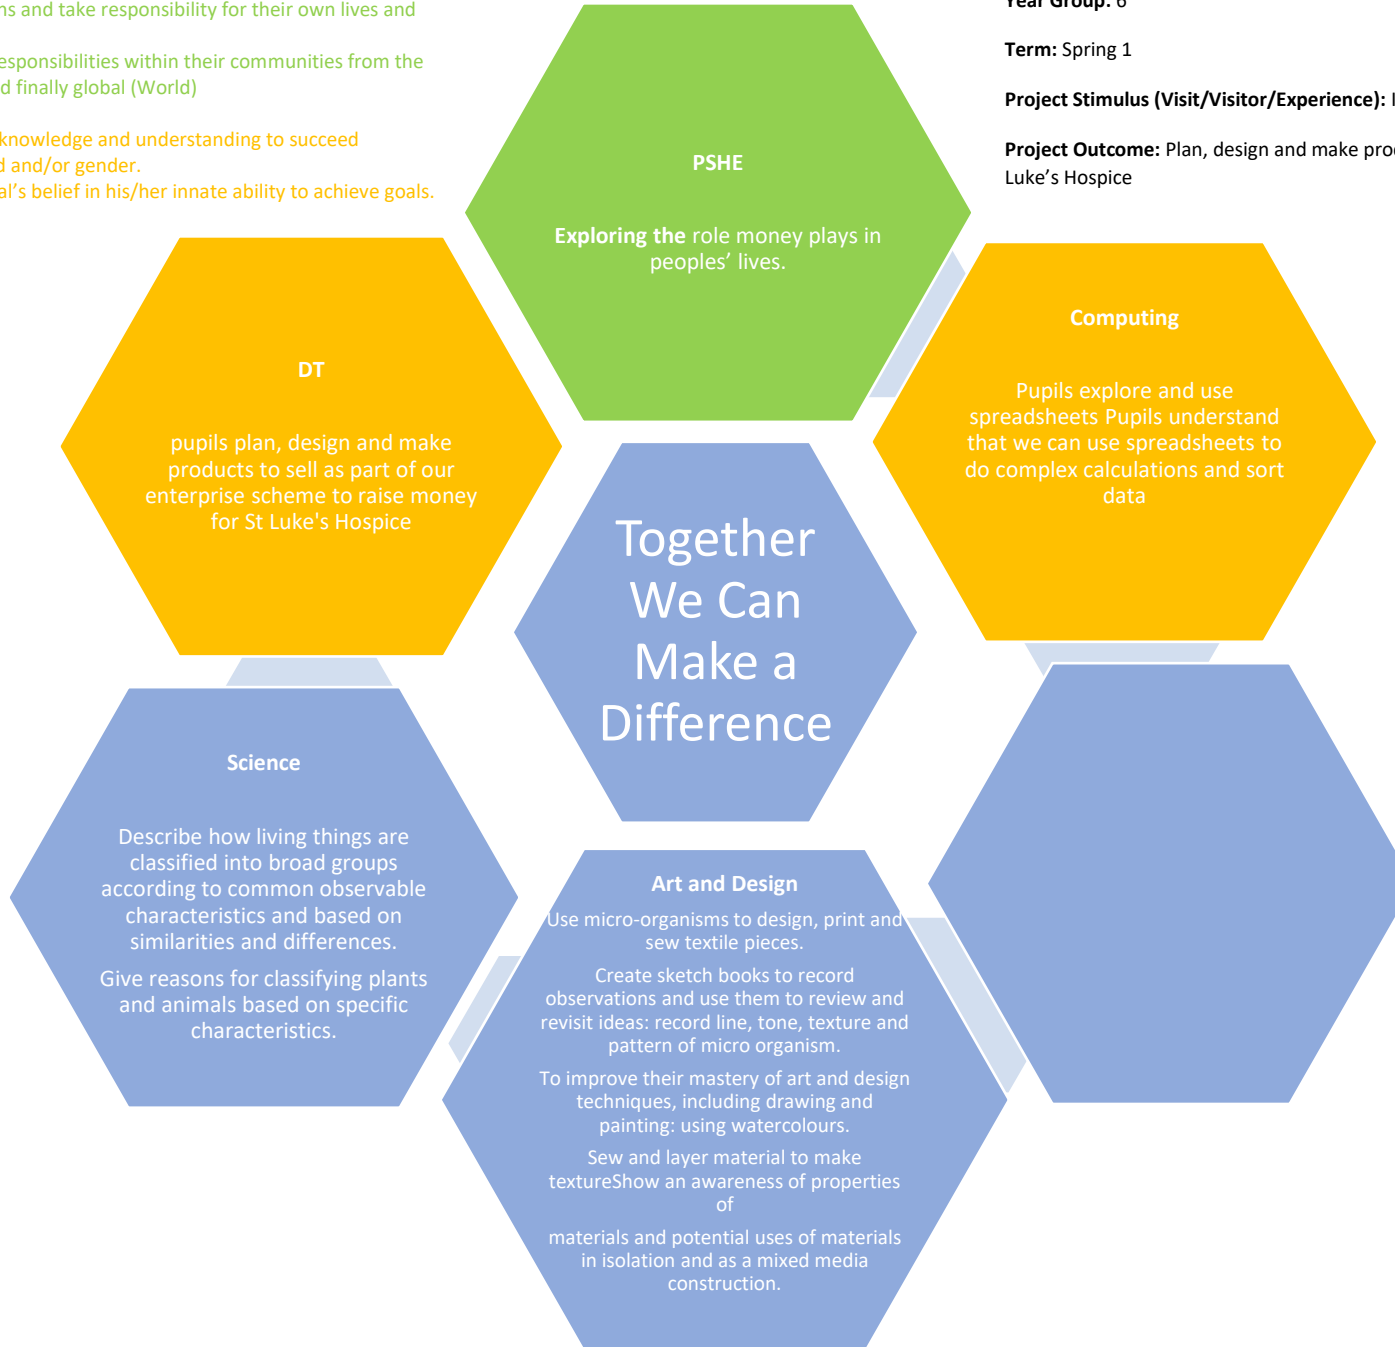 ns and take responsibility for their own lives and
esponsibilities within their communities from the
d finally global (World)
knowledge and understanding to succeed
d and/or gender.
al's belief in his/her innate ability to achieve goals.
Year Group: 6
Term: Spring 1
Project Stimulus (Visit/Visitor/Experience):
Project Outcome: Plan, design and make pro
Luke's Hospice
PSHE
Exploring the role money plays in
peoples' lives.
DT
pupils plan, design and make
products to sell as part of our
enterprise scheme to raise money
for St Luke's Hospice
Computing
Pupils explore and use
spreadsheets Pupils understand
that we can use spreadsheets to
do complex calculations and sort
data
Together
We Can
Make a
Difference
Science
Describe how living things are
classified into broad groups
according to common observable
characteristics and based on
similarities and differences.
Give reasons for classifying plants
and animals based on specific
characteristics.
Art and Design
Use micro-organisms to design, print and
sew textile pieces.
Create sketch books to record
observations and use them to review and
revisit ideas: record line, tone, texture and
pattern of micro organism.
To improve their mastery of art and design
techniques, including drawing and
painting: using watercolours.
Sew and layer material to make
textureShow an awareness of properties
of
materials and potential uses of materials
in isolation and as a mixed media
construction.